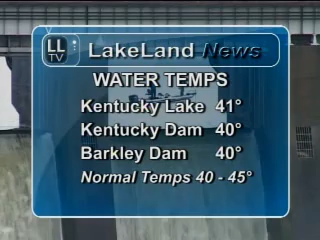 LL
TV
LakeLand News
WATER TEMPS
Kentucky Lake 41°
Kentucky Dam 40°
Barkley Dam 40°
Normal Temps 40 - 45°